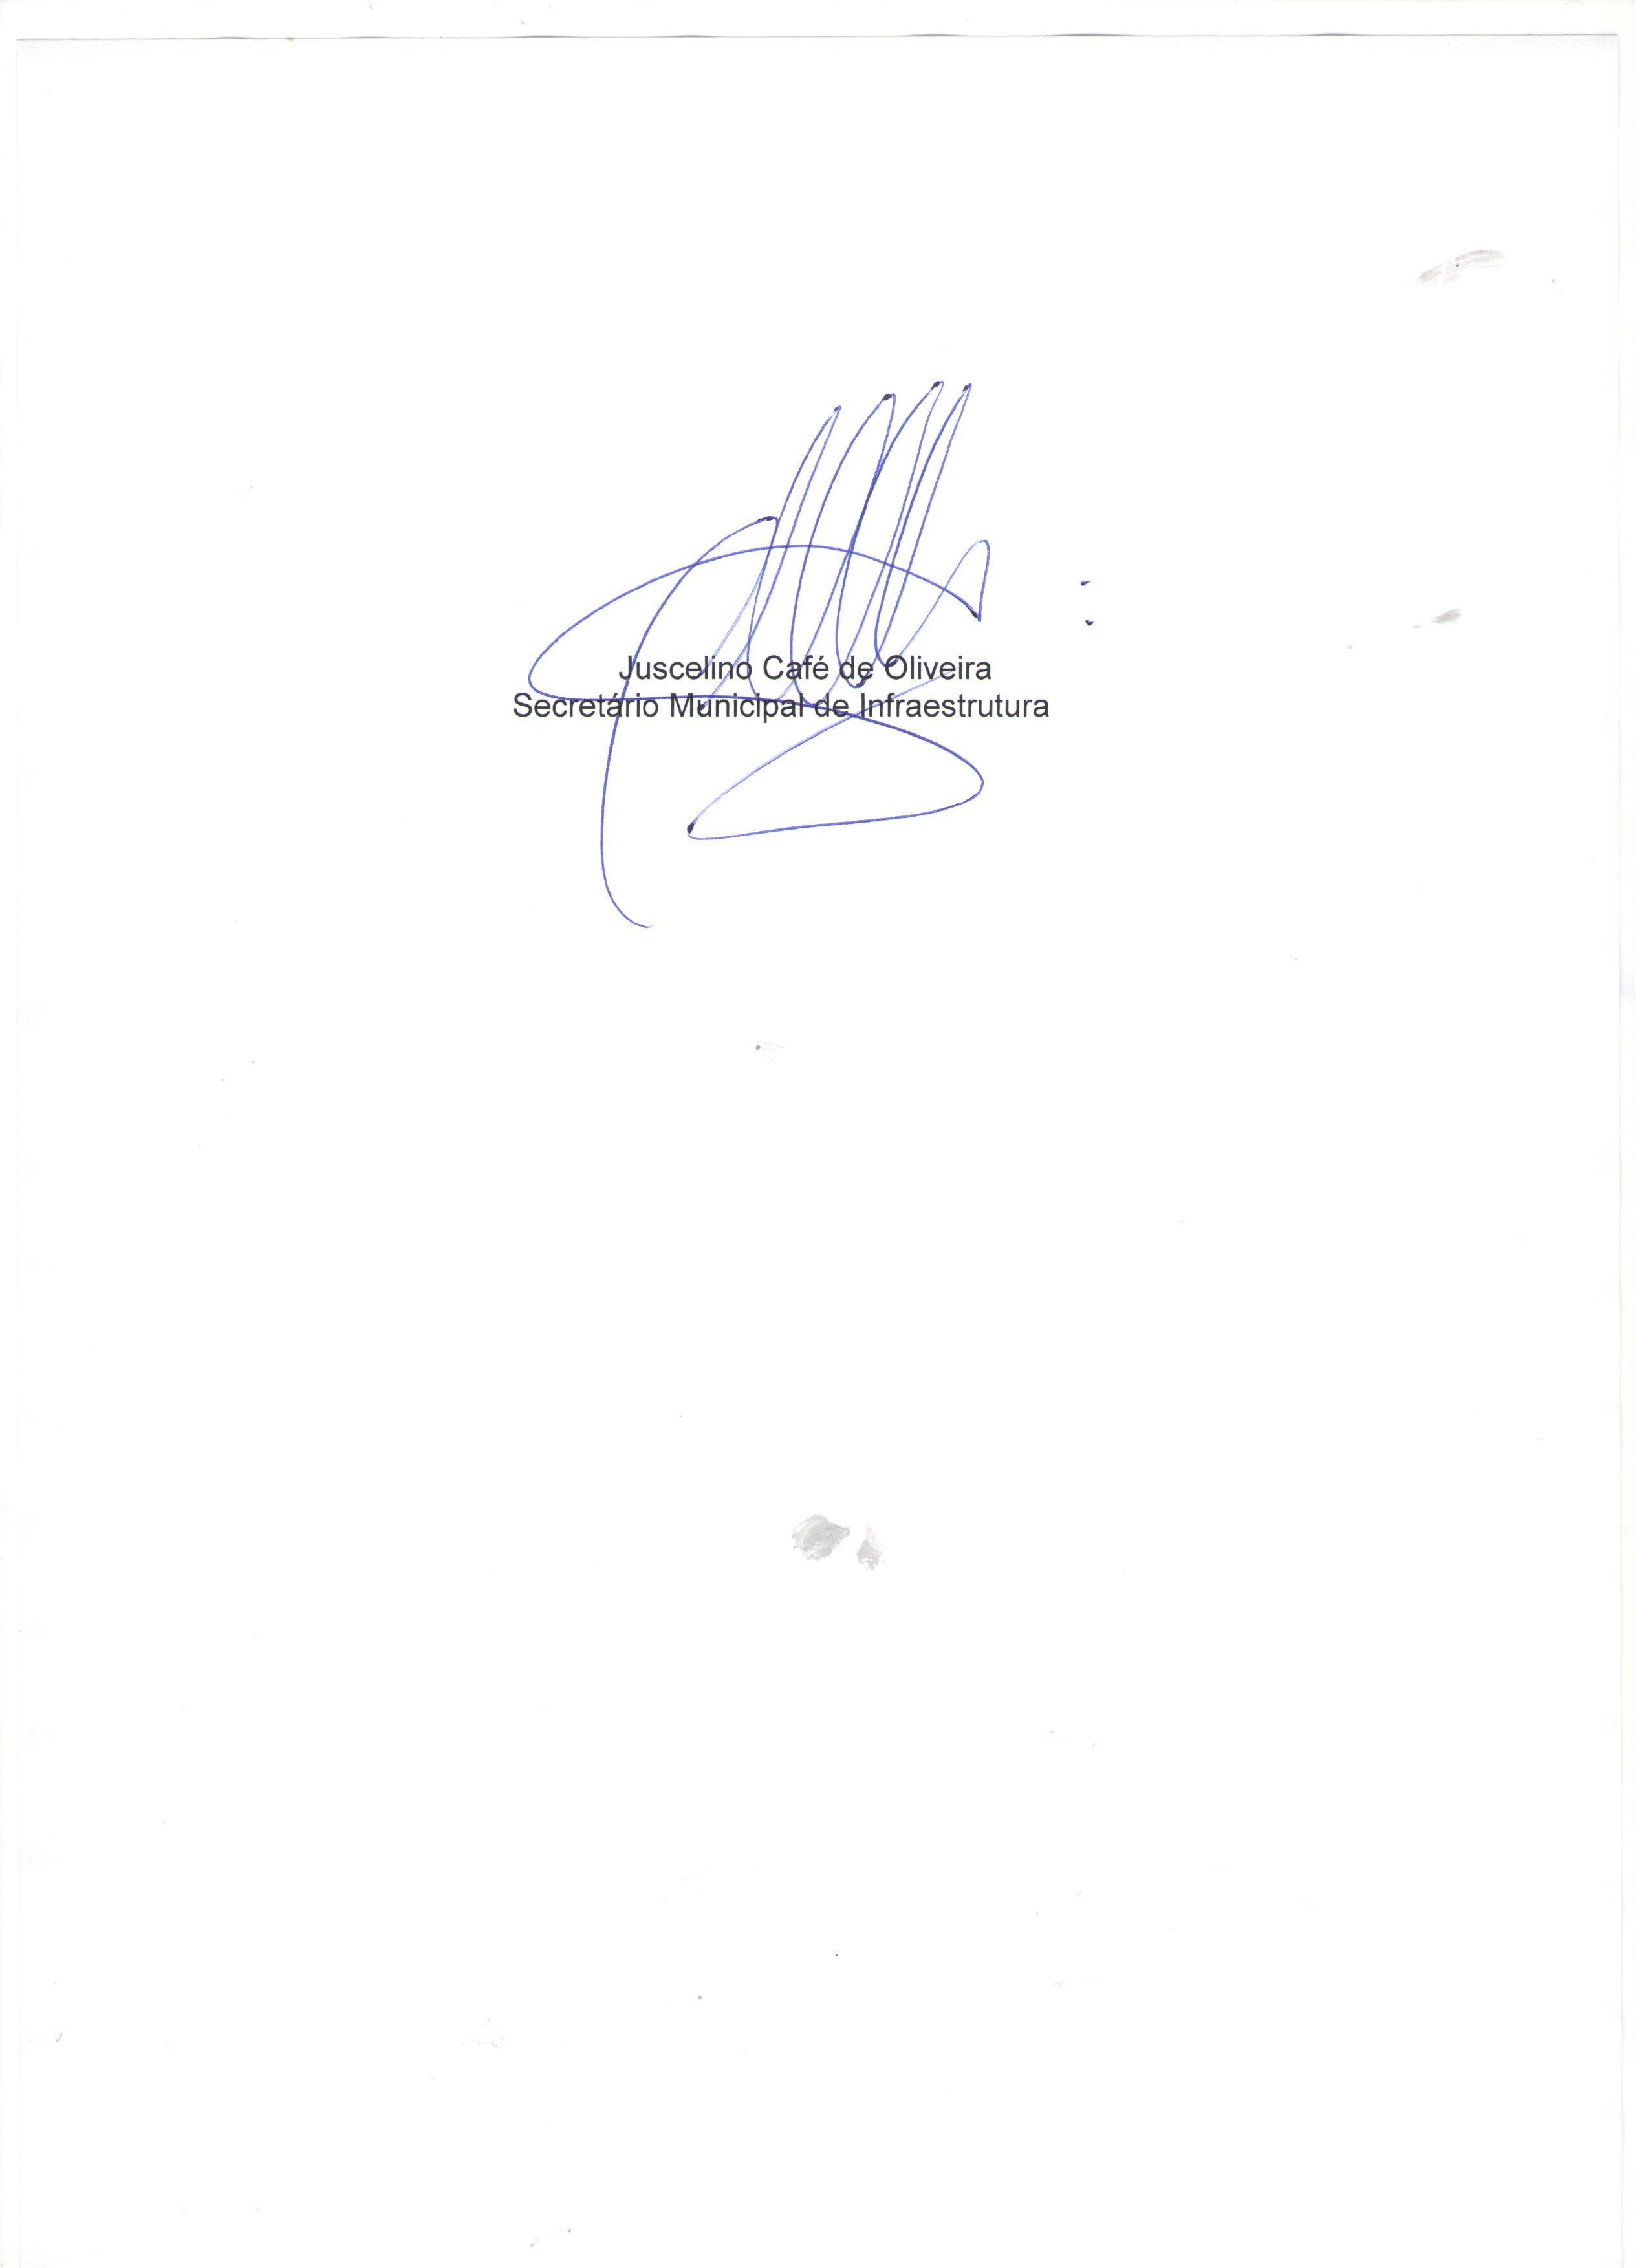 Juscelino Café de Oliveira
Secretário Municipal de Infraestrutura